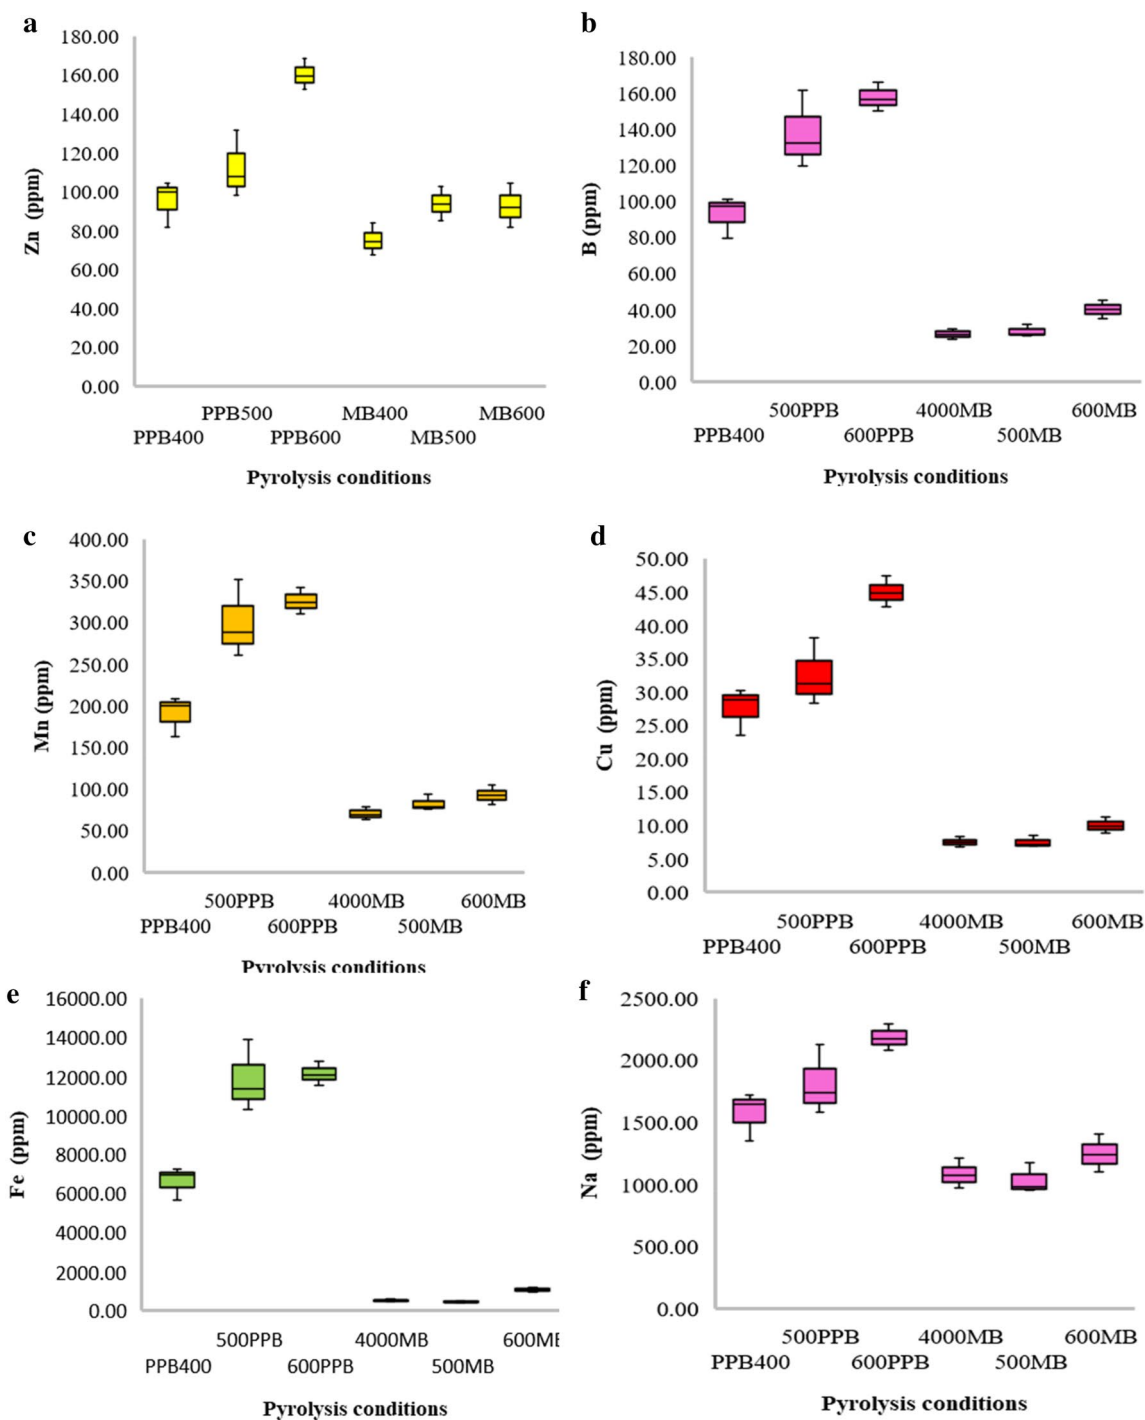 a
180.00
160.00
140.00
120.00
100.00
80.00
60.00
40.00
20.00
0.00
Zn (ppm)
PPB500 MB400 MB600
PPB400 PPB600 MB500
Pyrolysis conditions
b
180.00
160.00
140.00
120.00
100.00
80.00
60.00
40.00
20.00
0.00
B (ppm)
500PPB 4000MB 600MB
PPB400 600PPB 500MB
Pyrolysis conditions
c
400.00
350.00
300.00
250.00
200.00
150.00
100.00
50.00
0.00
Mn (ppm)
500PPB 4000MB 600MB
PPB400 600PPB 500MB
Pyrolysis conditions
d
50.00
45.00
40.00
35.00
30.00
25.00
20.00
15.00
10.00
5.00
0.00
Cu (ppm)
500PPB 4000MB 600MB
PPB400 600PPB 500MB
e
16000.00
14000.00
12000.00
10000.00
8000.00
6000.00
4000.00
2000.00
0.00
Fe (ppm)
500PPB 4000MB 600MB
PPB400 600PPB 500MB
Pyrolysis conditions
f
2500.00
2000.00
1500.00
1000.00
500.00
0.00
Na (ppm)
500PPB 4000MB 600MB
PPB400 600PPB 500MB
Pyrolysis conditions